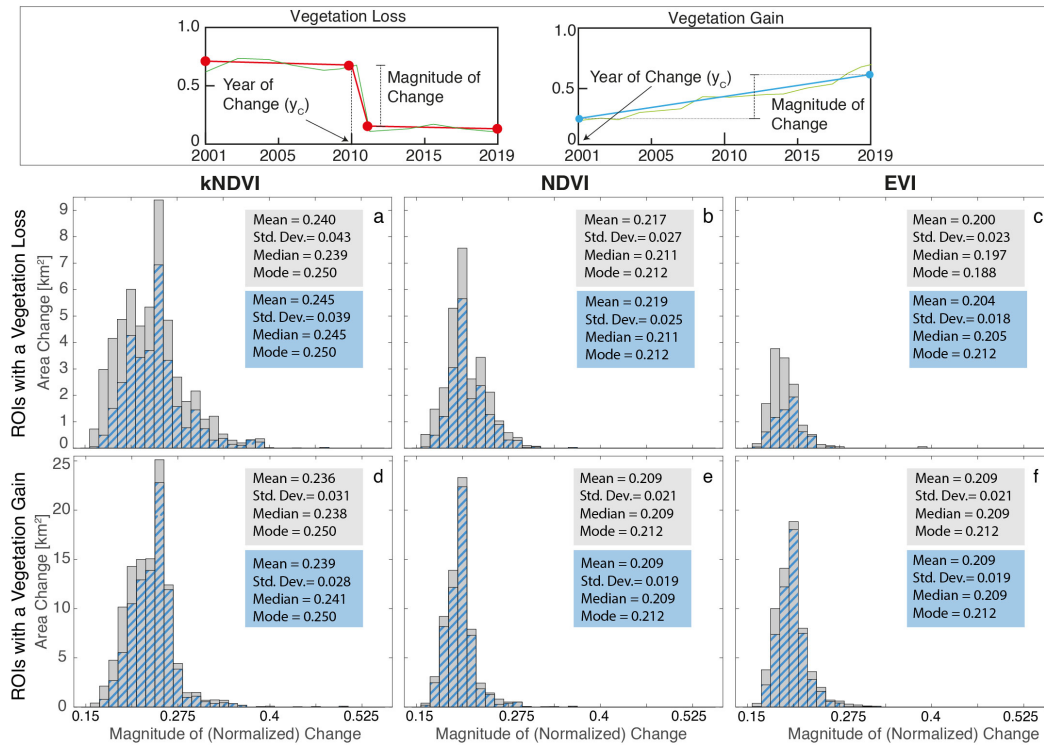 Vegetation Loss
1.0
0.5
0
Year of
Change (yC)
Magnitude of
Change
2001 2005 2010 2015 2019
Vegetation Gain
1.0
0.5
0
Year of Change (yC)
Magnitude of
Change
2001 2005 2010 2015 2019
kNDVI NDVI EVI
ROIs with a Vegetation Loss
Area Change [km²]
9
8
7
6
5
4
3
2
1
0
a
Mean = 0.240
Std. Dev.= 0.043
Median = 0.239
Mode = 0.250
Mean = 0.245
Std. Dev.= 0.039
Median = 0.245
Mode = 0.250
b
Mean = 0.217
Std. Dev.= 0.027
Median = 0.211
Mode = 0.212
Mean = 0.219
Std. Dev.= 0.025
Median = 0.211
Mode = 0.212
c
Mean = 0.200
Std. Dev.= 0.023
Median = 0.197
Mode = 0.188
Mean = 0.204
Std. Dev.= 0.018
Median = 0.205
Mode = 0.212
ROIs with a Vegetation Gain
Area Change [km²]
25
20
15
10
5
0
d
Mean = 0.236
Std. Dev.= 0.031
Median = 0.238
Mode = 0.250
Mean = 0.239
Std. Dev.= 0.028
Median = 0.241
Mode = 0.250
e
Mean = 0.209
Std. Dev.= 0.021
Median = 0.209
Mode = 0.212
Mean = 0.209
Std. Dev.= 0.019
Median = 0.209
Mode = 0.212
f
Mean = 0.209
Std. Dev.= 0.021
Median = 0.209
Mode = 0.212
Mean = 0.209
Std. Dev.= 0.019
Median = 0.209
Mode = 0.212
0.15 0.275 0.4 0.525
0.15 0.275 0.4 0.525
0.15 0.275 0.4 0.525
Magnitude of (Normalized) Change
Magnitude of (Normalized) Change
Magnitude of (Normalized) Change